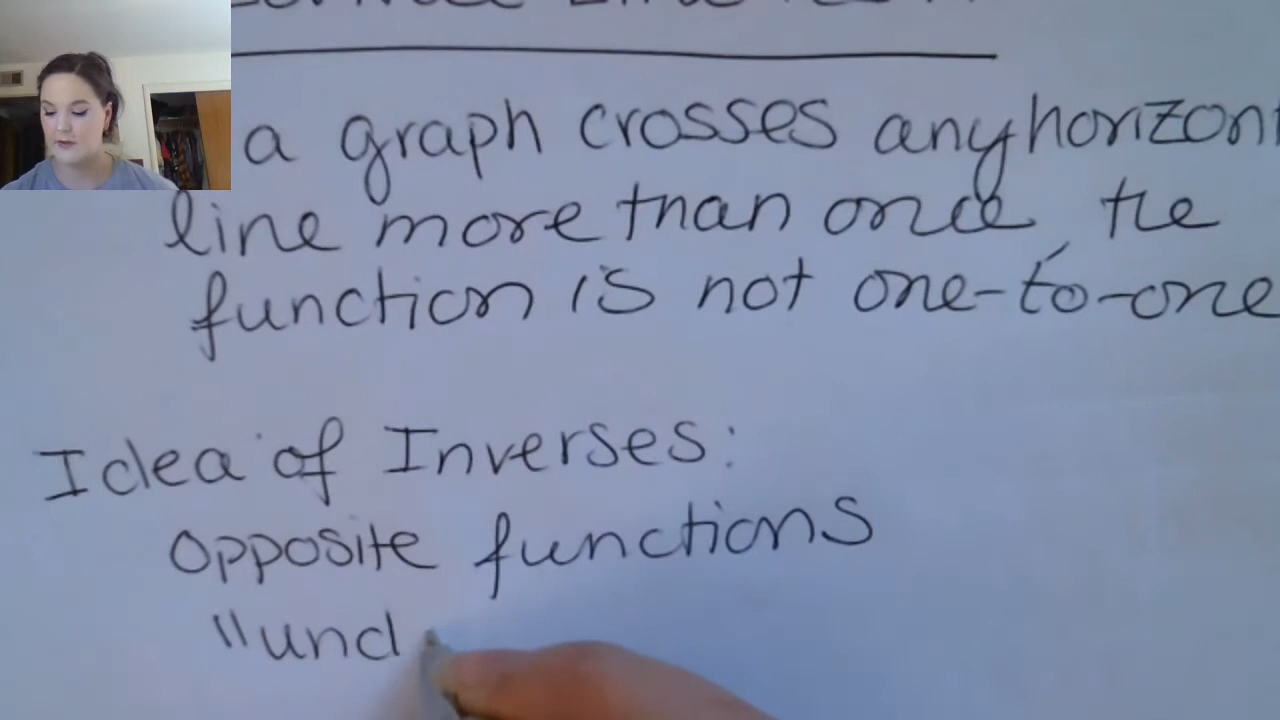 a graph crosses any horizon
line more than once, the
function is not one-to-one
Idea of Inverses:
opposite functions
"und